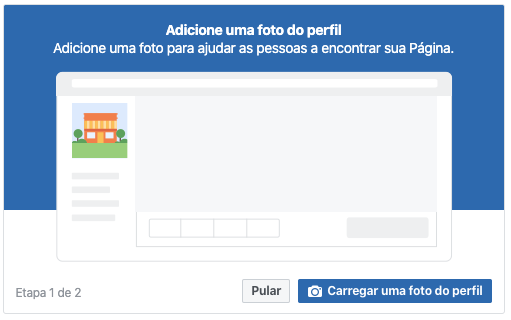 Adicione uma foto do perfil
Adicione uma foto para ajudar as pessoas a encontrar sua Página.
Etapa 1 de 2
Pular
Carregar uma foto do perfil